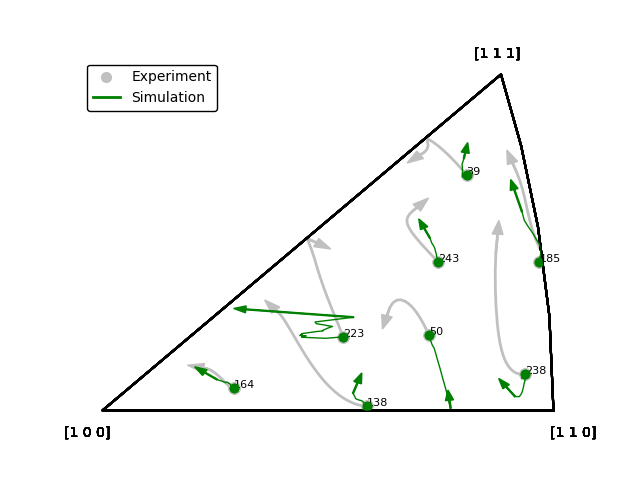 [1 1 1]
Experiment
Simulation
39
243
185
223
50
238
164
138
[1 0 0]
[1 1 0]